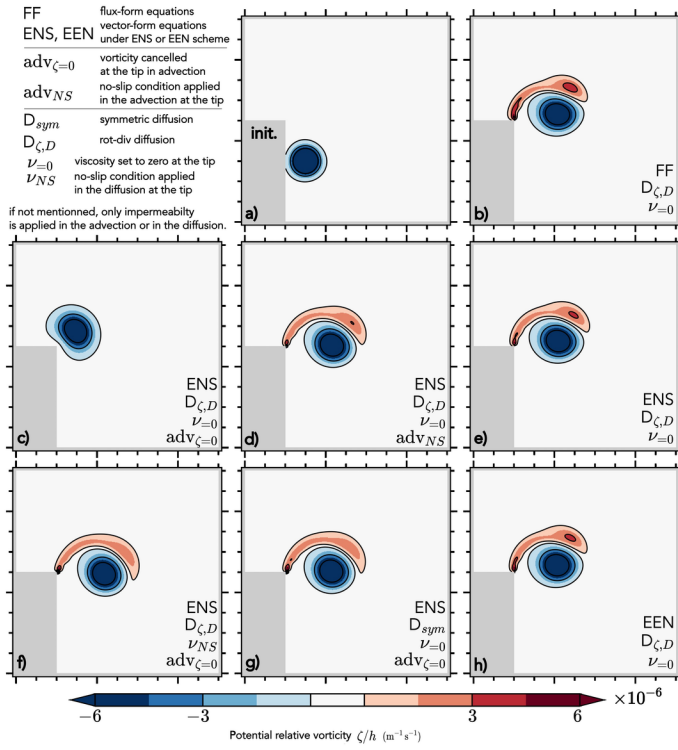 FF flux-form equations
ENS, EEN vector-form equations
under ENS or EEN scheme
adv_{ζ=0} vorticity cancelled
at the tip in advection
adv_{NS} no-slip condition applied
in the advection at the tip
D_{sym} symmetric diffusion
D_{ζ,D} rot-div diffusion
ν_{=0} viscosity set to zero at the tip
ν_{NS} no-slip condition applied
in the diffusion at the tip
if not mentionned, only impermeabilty
is applied in the advection or in the diffusion.
init.
a)
FF
D_{ζ,D}
ν_{=0}
b)
ENS
D_{ζ,D}
ν_{=0}
c) adv_{ζ=0}
ENS
D_{ζ,D}
ν_{=0}
d) adv_{NS}
ENS
D_{ζ,D}
e) ν_{=0}
ENS
D_{ζ,D}
ν_{NS}
f) adv_{ζ=0}
ENS
D_{sym}
ν_{=0}
g) adv_{ζ=0}
EEN
D_{ζ,D}
h) ν_{=0}
−6 −3 3 6 ×10^{−6}
Potential relative vorticity ζ/h (m^{−1} s^{−1})